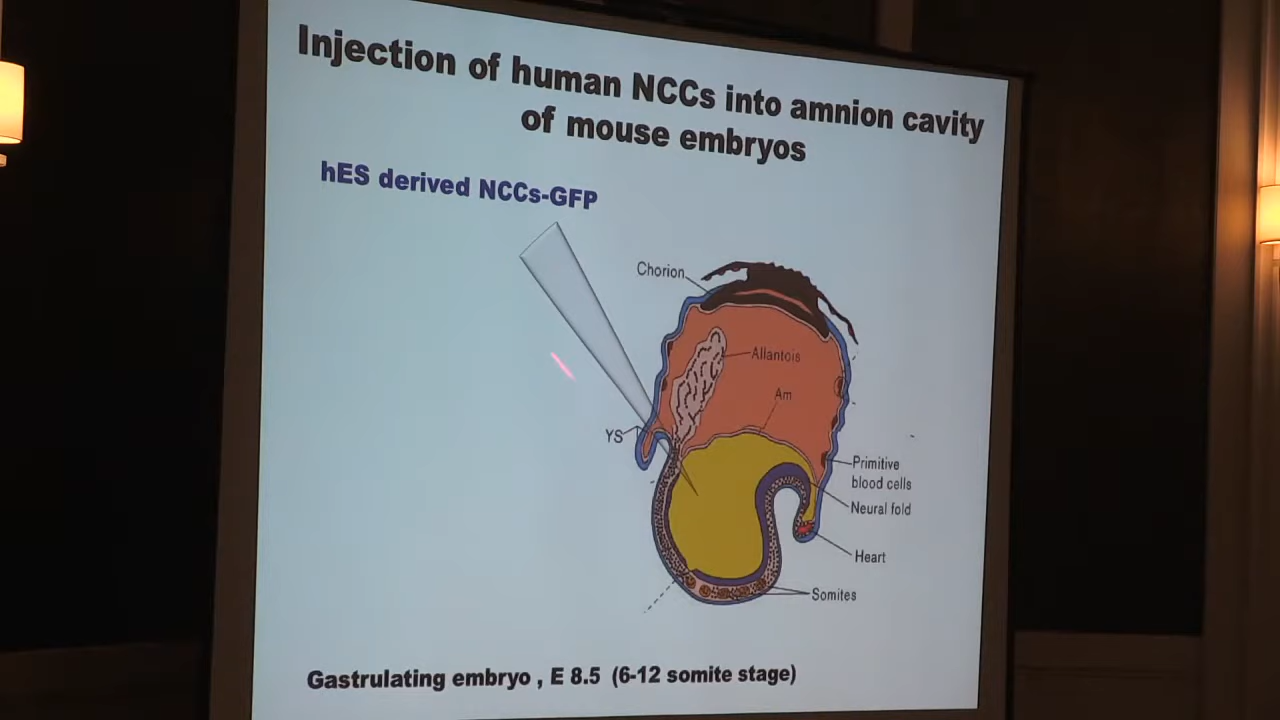 Injection of human NCCs into amnion cavity
of mouse embryos
hES derived NCCs-GFP
Chorion
Allantois
Am
YS
Primitive
blood cells
Neural fold
Heart
Somites
Gastrulating embryo , E 8.5 (6-12 somite stage)